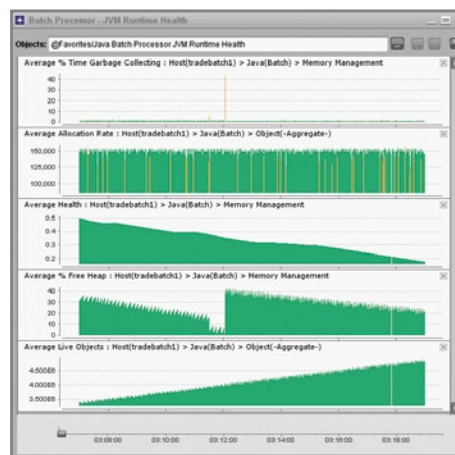 Batch Processor - JVM Runtime Health
Objects: @Favorites/Java Batch Processor JVM Runtime Health
Average % Time Garbage Collecting : Host(tradebatch1) > Java(Batch) > Memory Management
40
30
20
10
0
Average Allocation Rate : Host(tradebatch1) > Java(Batch) > Object(-Aggregate-)
150,000
125,000
100,000
Average Health : Host(tradebatch1) > Java(Batch) > Memory Management
0.5
0.4
0.3
0.2
Average % Free Heap : Host(tradebatch1) > Java(Batch) > Memory Management
40
30
20
10
0
Average Live Objects : Host(tradebatch1) > Java(Batch) > Object(-Aggregate-)
4.500E6
4.000E6
3.500E6
03:08:00 03:10:00 03:12:00 03:14:00 03:16:00 03:18:00